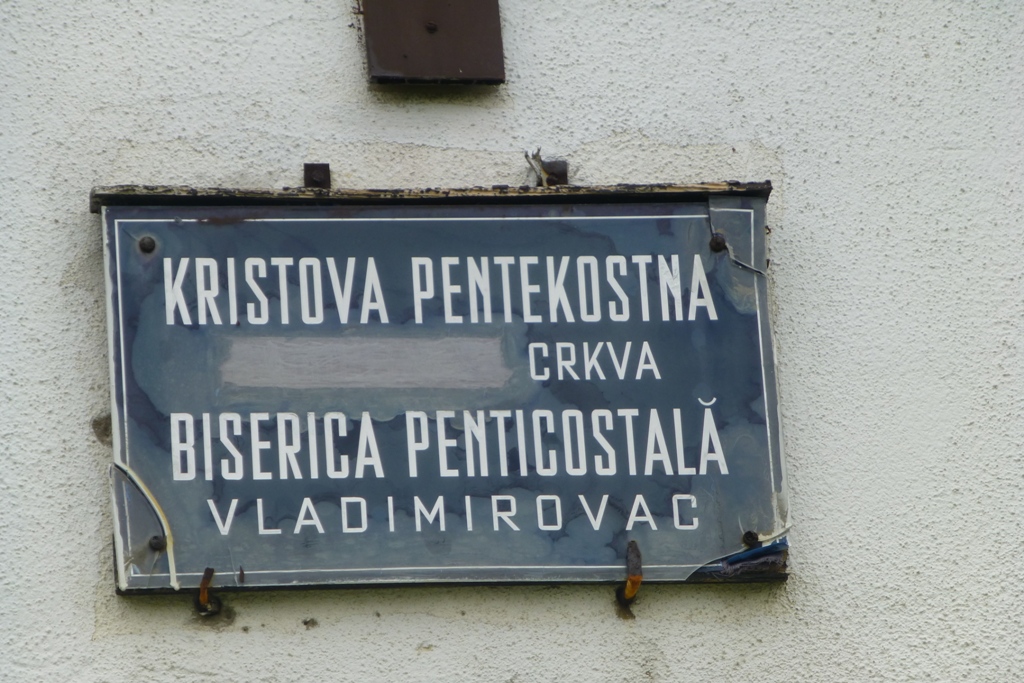 KRISTOVA PENTEKOSTNA
CRKVA
BISERICA PENTICOSTALĂ
VLADIMIROVAC